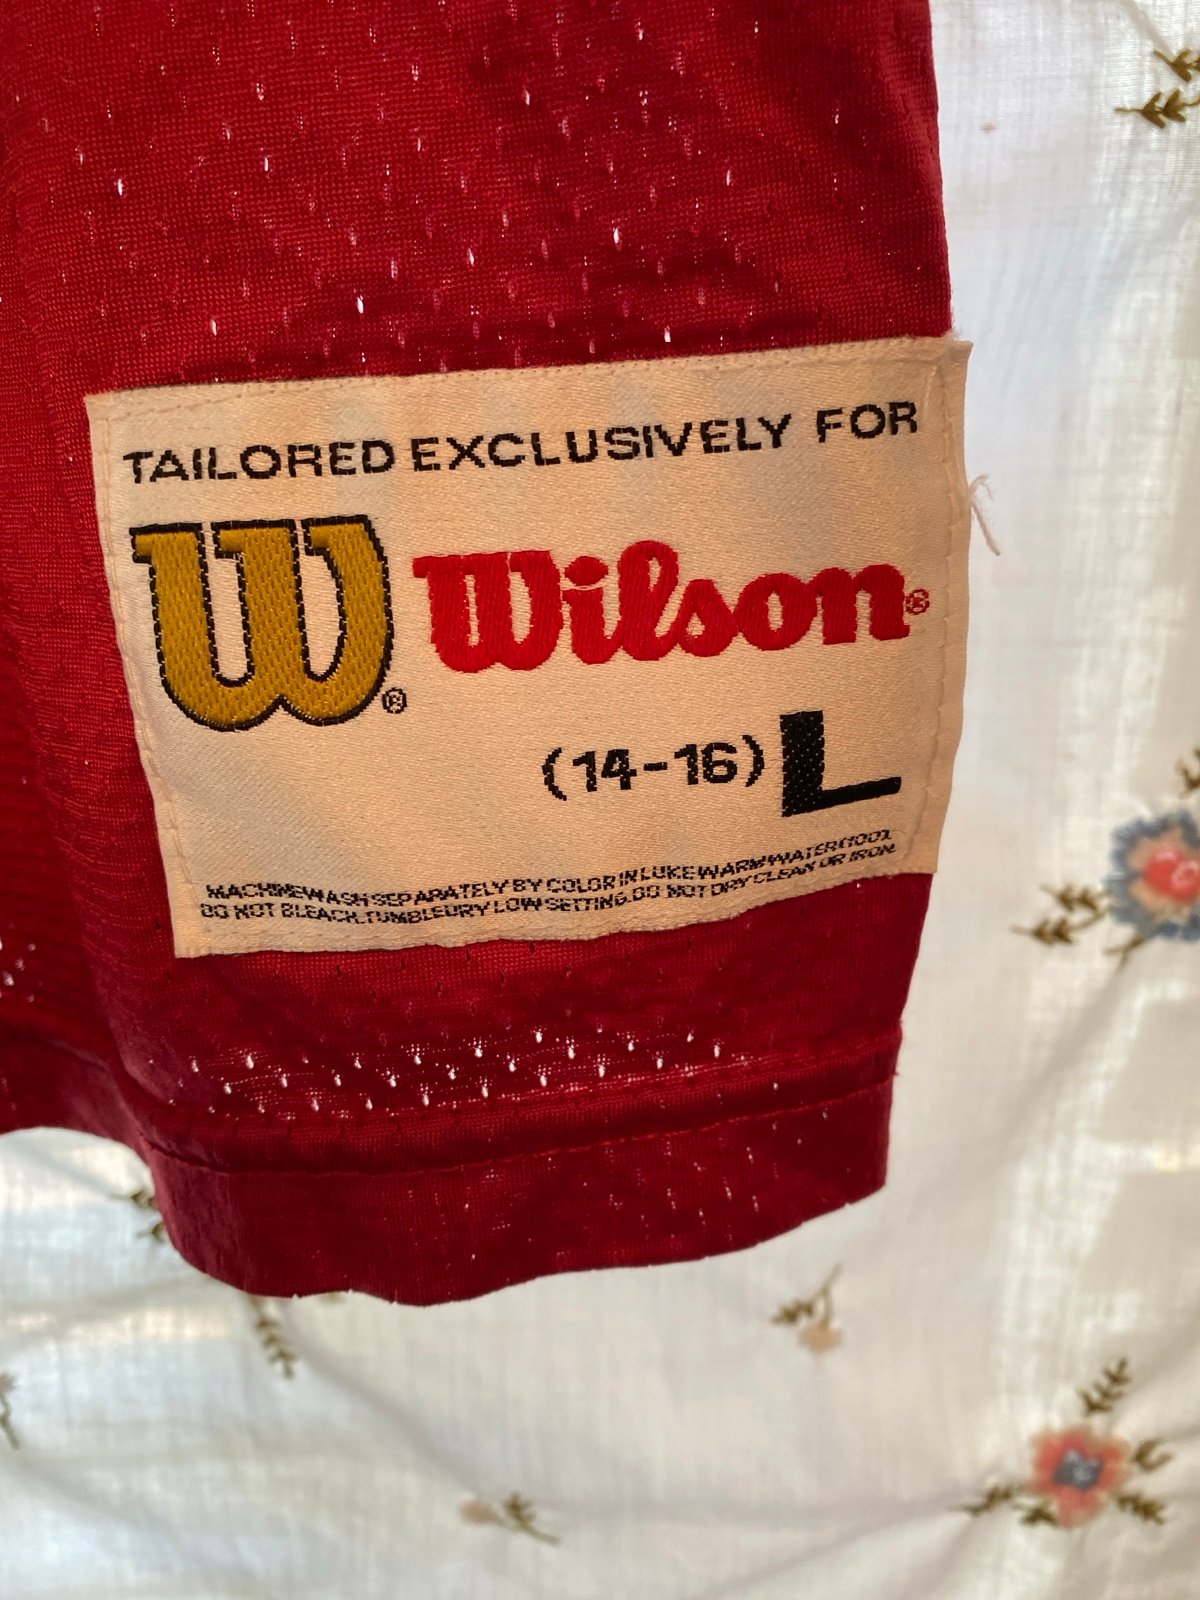 TAILORED EXCLUSIVELY FOR
W® Wilson®
(14-16) L
MACHINE WASH SEPARATELY BY COLOR IN LUKE WARM WATER (100).
DO NOT BLEACH. TUMBLE DRY LOW SETTING. DO NOT DRY CLEAN OR IRON.